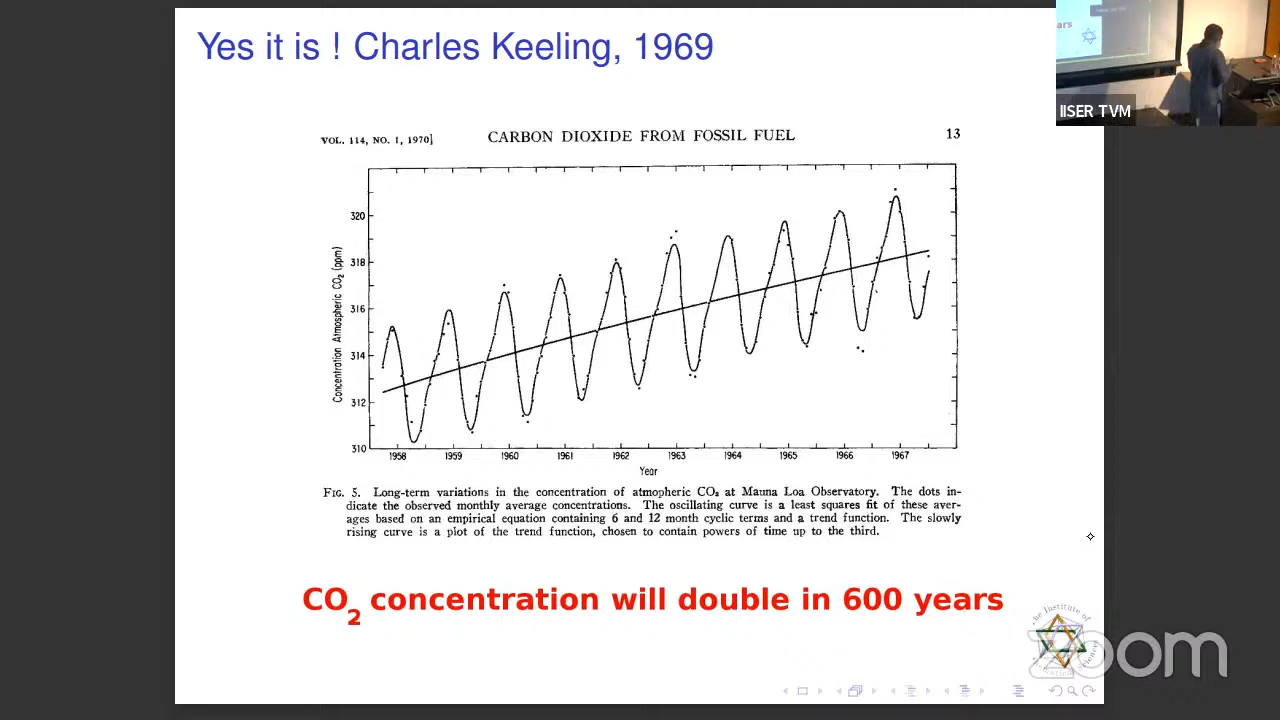 Yes it is ! Charles Keeling, 1969
IISER TVM
VOL. 114, NO. 1, 1970]
CARBON DIOXIDE FROM FOSSIL FUEL
13
Concentration Atmospheric CO₂ (ppm)
320
318
316
314
312
310
1958 1959 1960 1961 1962 1963 1964 1965 1966 1967
Year
FIG. 5. Long-term variations in the concentration of atmopheric CO₂ at Mauna Loa Observatory. The dots in-
dicate the observed monthly average concentrations. The oscillating curve is a least squares fit of these aver-
ages based on an empirical equation containing 6 and 12 month cyclic terms and a trend function. The slowly
rising curve is a plot of the trend function, chosen to contain powers of time up to the third.
CO₂ concentration will double in 600 years
The Institute of
zoom